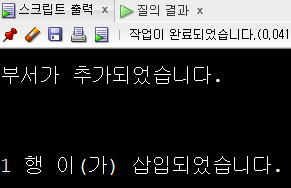 스크립트 출력 x 질의 결과 x
작업이 완료되었습니다.(0,041
부서가 추가되었습니다.
1 행 이(가) 삽입되었습니다.